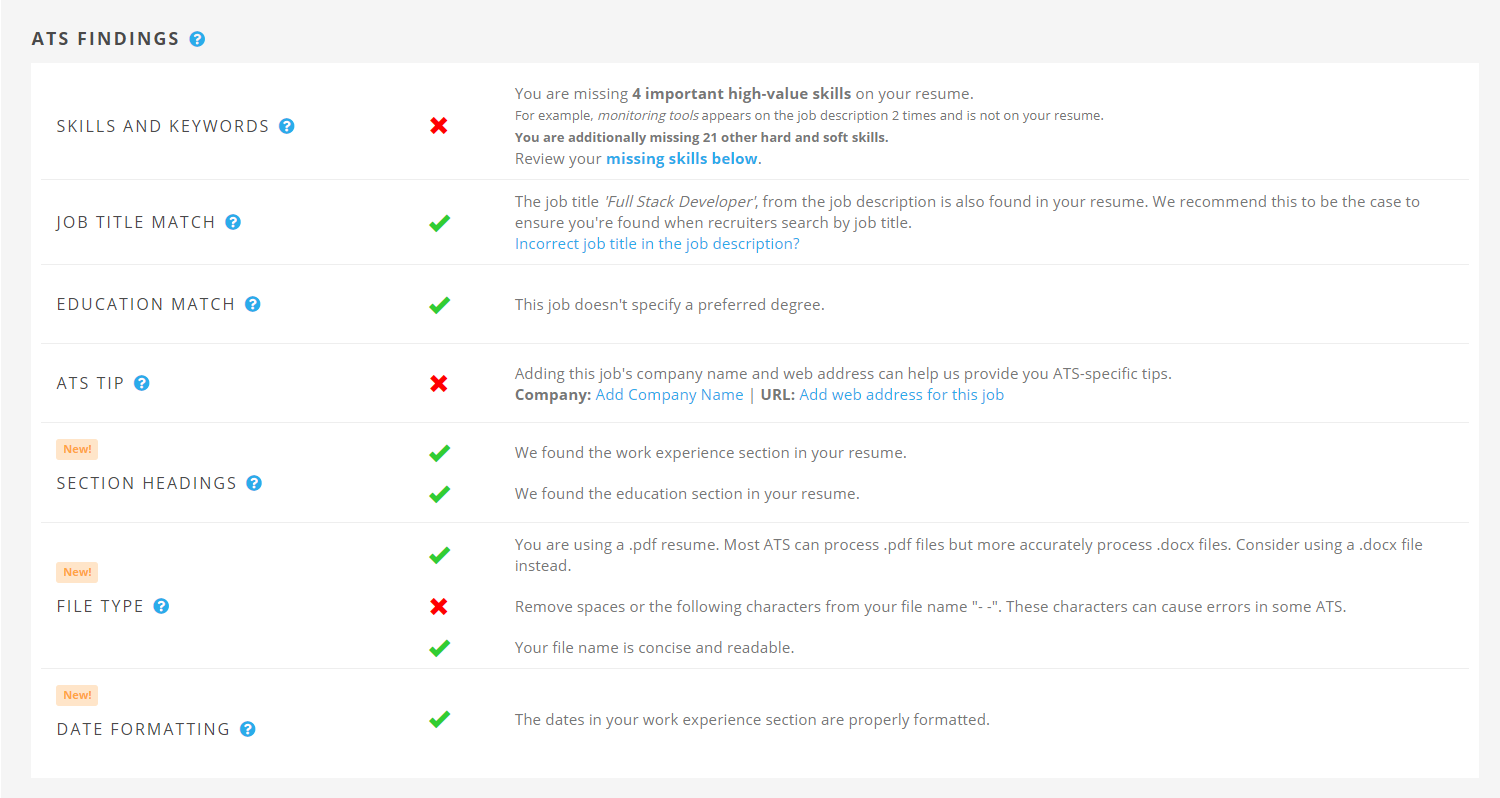 ATS FINDINGS ?
SKILLS AND KEYWORDS ?
You are missing 4 important high-value skills on your resume.
For example, monitoring tools appears on the job description 2 times and is not on your resume.
You are additionally missing 21 other hard and soft skills.
Review your missing skills below.
JOB TITLE MATCH ?
The job title 'Full Stack Developer', from the job description is also found in your resume. We recommend this to be the case to
ensure you're found when recruiters search by job title.
Incorrect job title in the job description?
EDUCATION MATCH ?
This job doesn't specify a preferred degree.
ATS TIP ?
Adding this job's company name and web address can help us provide you ATS-specific tips.
Company: Add Company Name | URL: Add web address for this job
New!
SECTION HEADINGS ?
We found the work experience section in your resume.
We found the education section in your resume.
New!
FILE TYPE ?
You are using a .pdf resume. Most ATS can process .pdf files but more accurately process .docx files. Consider using a .docx file
instead.
Remove spaces or the following characters from your file name "- -". These characters can cause errors in some ATS.
Your file name is concise and readable.
New!
DATE FORMATTING ?
The dates in your work experience section are properly formatted.